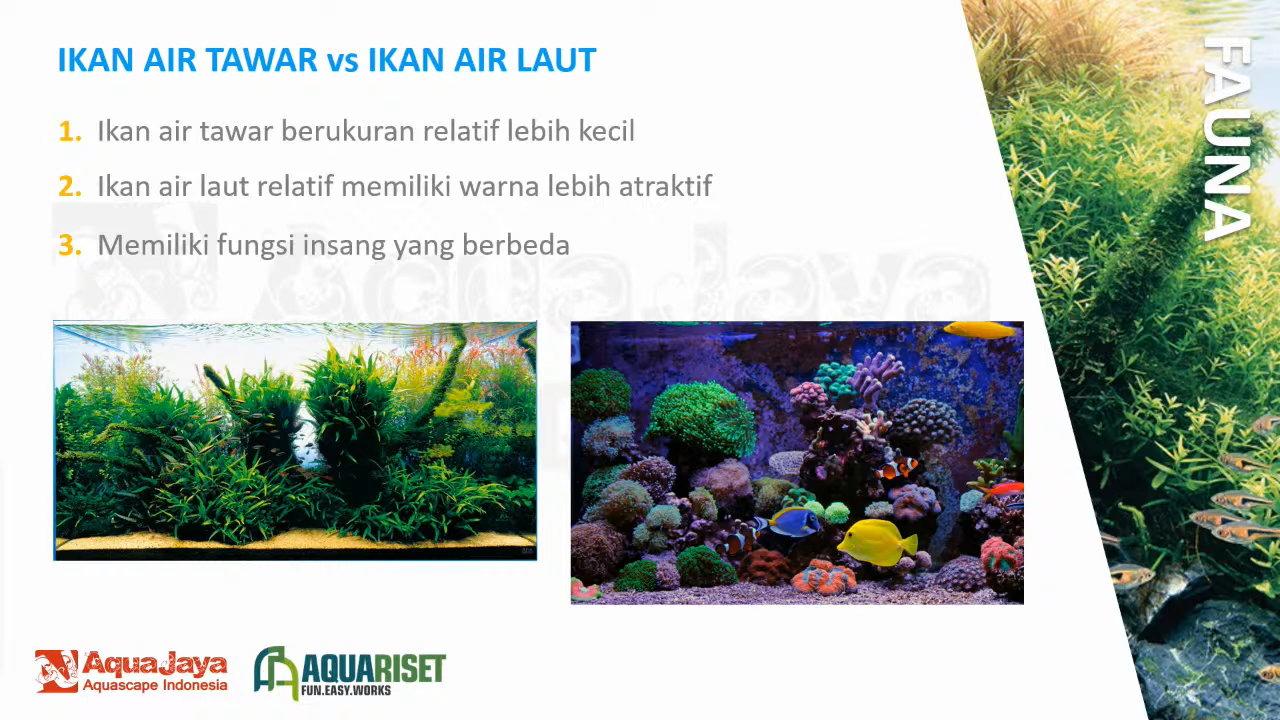 IKAN AIR TAWAR vs IKAN AIR LAUT
1. Ikan air tawar berukuran relatif lebih kecil
2. Ikan air laut relatif memiliki warna lebih atraktif
3. Memiliki fungsi insang yang berbeda
FAUNA
Aqua Jaya
AquaJaya
Aquascape Indonesia
AQUARISET
FUN.EASY.WORKS